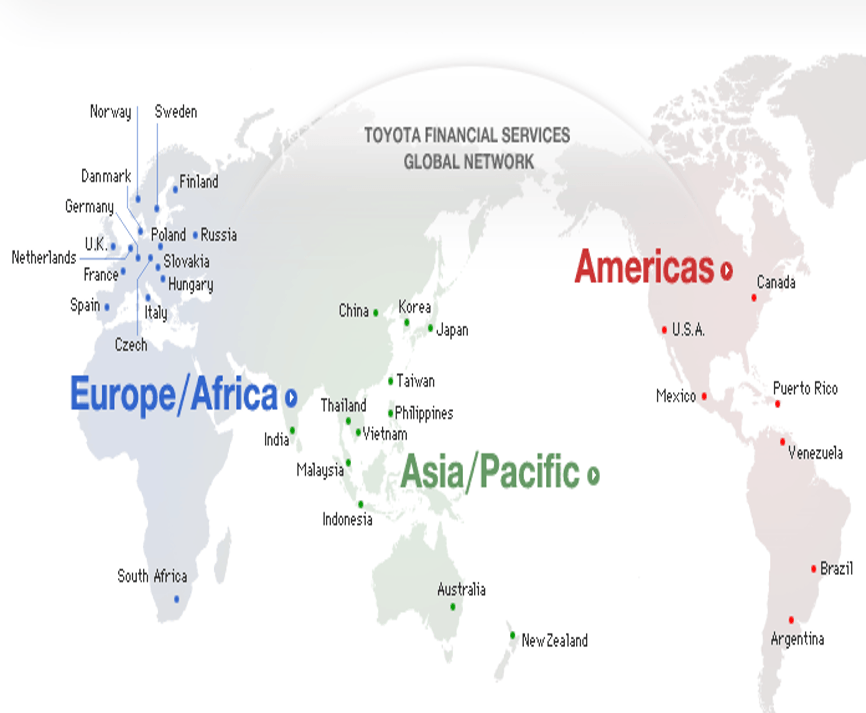 TOYOTA FINANCIAL SERVICES
GLOBAL NETWORK
Norway
Sweden
Danmark
Finland
Germany
Poland
Russia
U.K.
Netherlands
Slovakia
France
Hungary
Spain
Italy
Czech
Europe/Africa
South Africa
China
Korea
Japan
Taiwan
Thailand
Philippines
India
Vietnam
Malaysia
Asia/Pacific
Indonesia
Australia
New Zealand
Americas
Canada
U.S.A.
Mexico
Puerto Rico
Venezuela
Brazil
Argentina